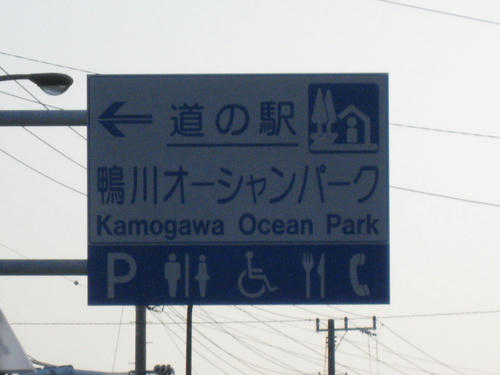 道の駅
鴨川オーシャンパーク
Kamogawa Ocean Park
P